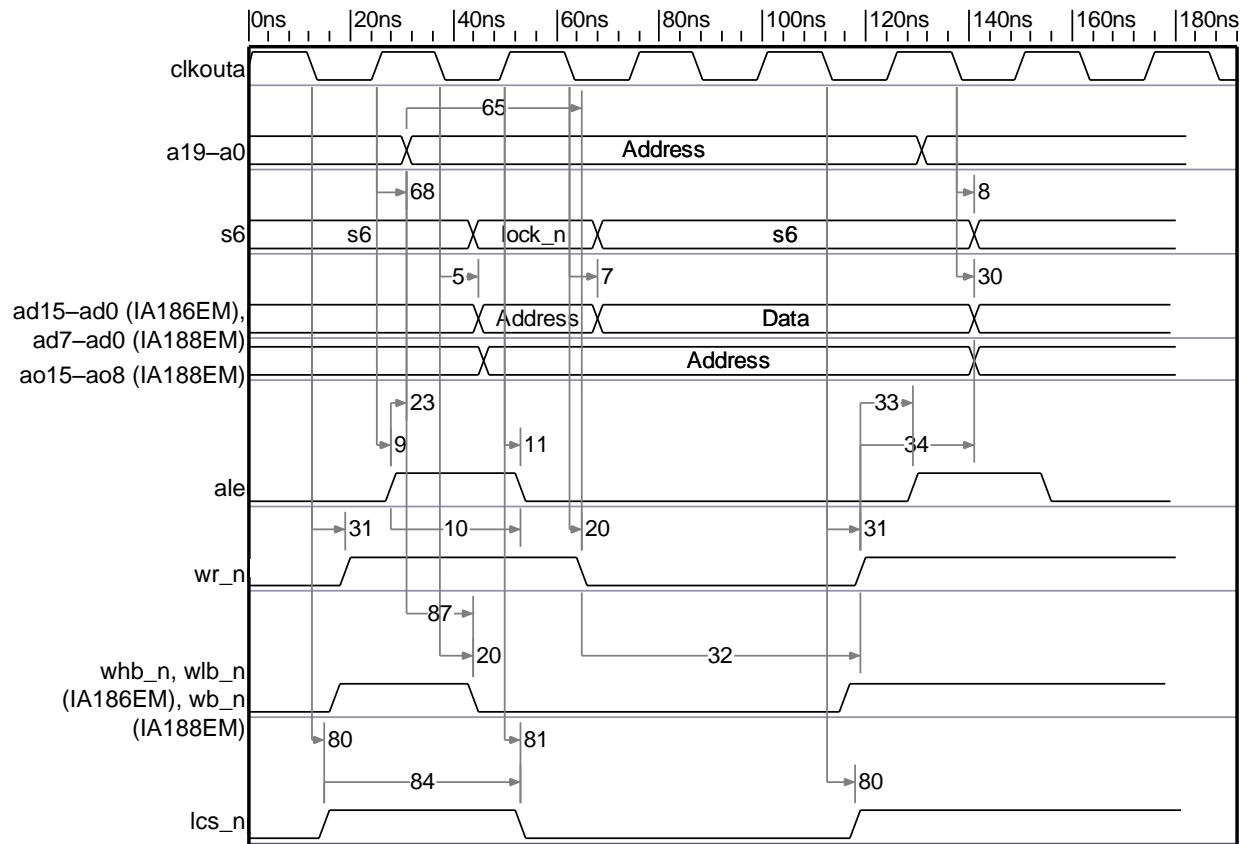 0ns 20ns 40ns 60ns 80ns 100ns 120ns 140ns 160ns 180ns
clkouta
65
a19–a0 Address
68 8
s6 s6 lock_n s6
5 7 30
ad15–ad0 (IA186EM), Address Data
ad7–ad0 (IA188EM)
ao15–ao8 (IA188EM) Address
23 33
9 11 34
ale
31 10 20 31
wr_n
87
20 32
whb_n, wlb_n
(IA186EM), wb_n
(IA188EM)
80 81
84 80
lcs_n